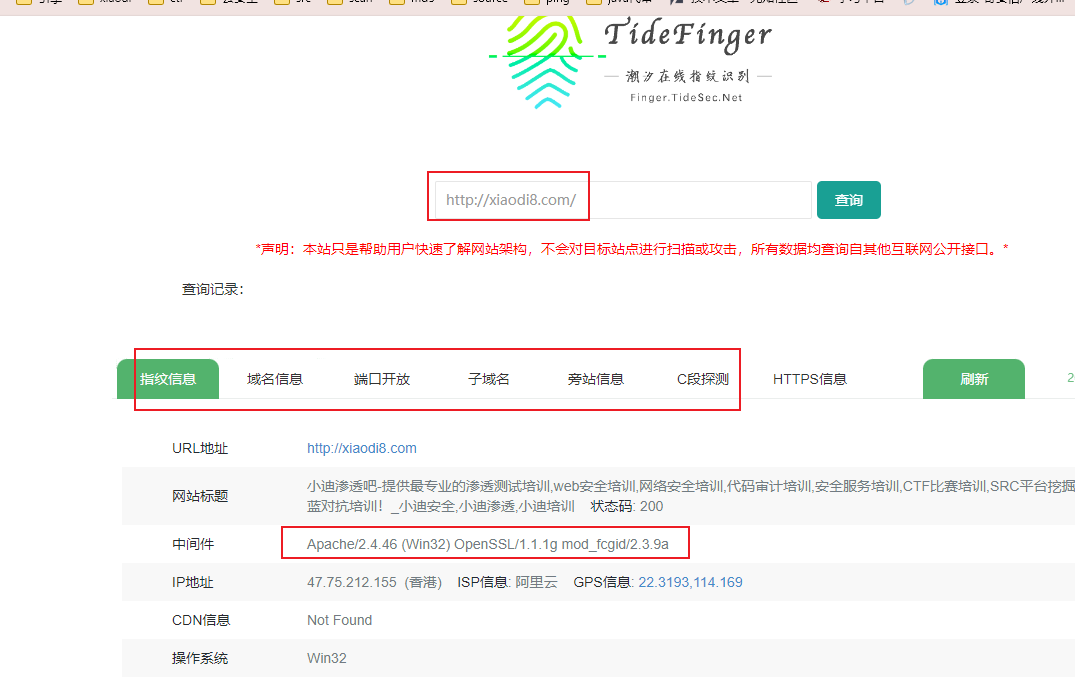 TideFinger
潮汐在线指纹识别
Finger.TideSec.Net
http://xiaodi8.com/ 查询
*声明：本站只是帮助用户快速了解网站架构，不会对目标站点进行扫描或攻击，所有数据均查询自其他互联网公开接口。*
查询记录：
指纹信息 域名信息 端口开放 子域名 旁站信息 C段探测 HTTPS信息 刷新 2
URL地址 http://xiaodi8.com
网站标题 小迪渗透吧-提供最专业的渗透测试培训,web安全培训,网络安全培训,代码审计培训,安全服务培训,CTF比赛培训,SRC平台挖掘
蓝对抗培训！_小迪安全,小迪渗透,小迪培训 状态码: 200
中间件 Apache/2.4.46 (Win32) OpenSSL/1.1.1g mod_fcgid/2.3.9a
IP地址 47.75.212.155 (香港) ISP信息: 阿里云 GPS信息: 22.3193,114.169
CDN信息 Not Found
操作系统 Win32